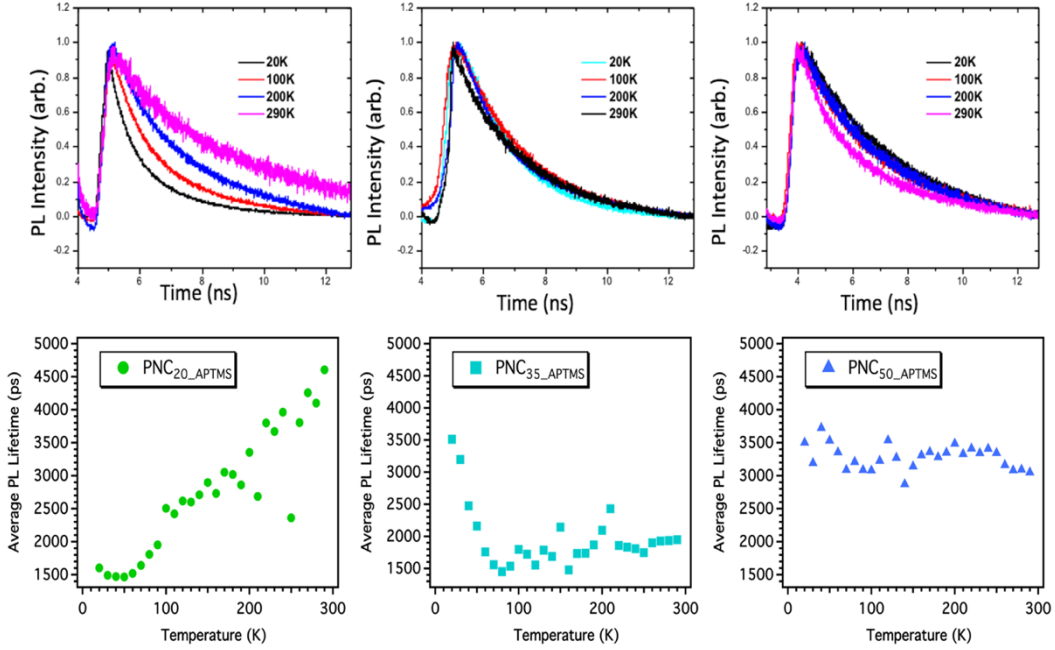 PL Intensity (arb.)
1.0
0.8
0.6
0.4
0.2
0.0
-0.2
20K
100K
200K
290K
4 6 8 10 12
Time (ns)
PL Intensity (arb.)
1.0
0.8
0.6
0.4
0.2
0.0
-0.2
20K
100K
200K
290K
4 6 8 10 12
Time (ns)
PL Intensity (arb.)
1.0
0.8
0.6
0.4
0.2
0.0
-0.2
20K
100K
200K
290K
4 6 8 10 12
Time (ns)
Average PL Lifetime (ps)
5000
4500
4000
3500
3000
2500
2000
1500
PNC20_APTMS
0 100 200 300
Temperature (K)
Average PL Lifetime (ps)
5000
4500
4000
3500
3000
2500
2000
1500
PNC35_APTMS
0 100 200 300
Temperature (K)
Average PL Lifetime (ps)
5000
4500
4000
3500
3000
2500
2000
1500
PNC50_APTMS
0 100 200 300
Temperature (K)